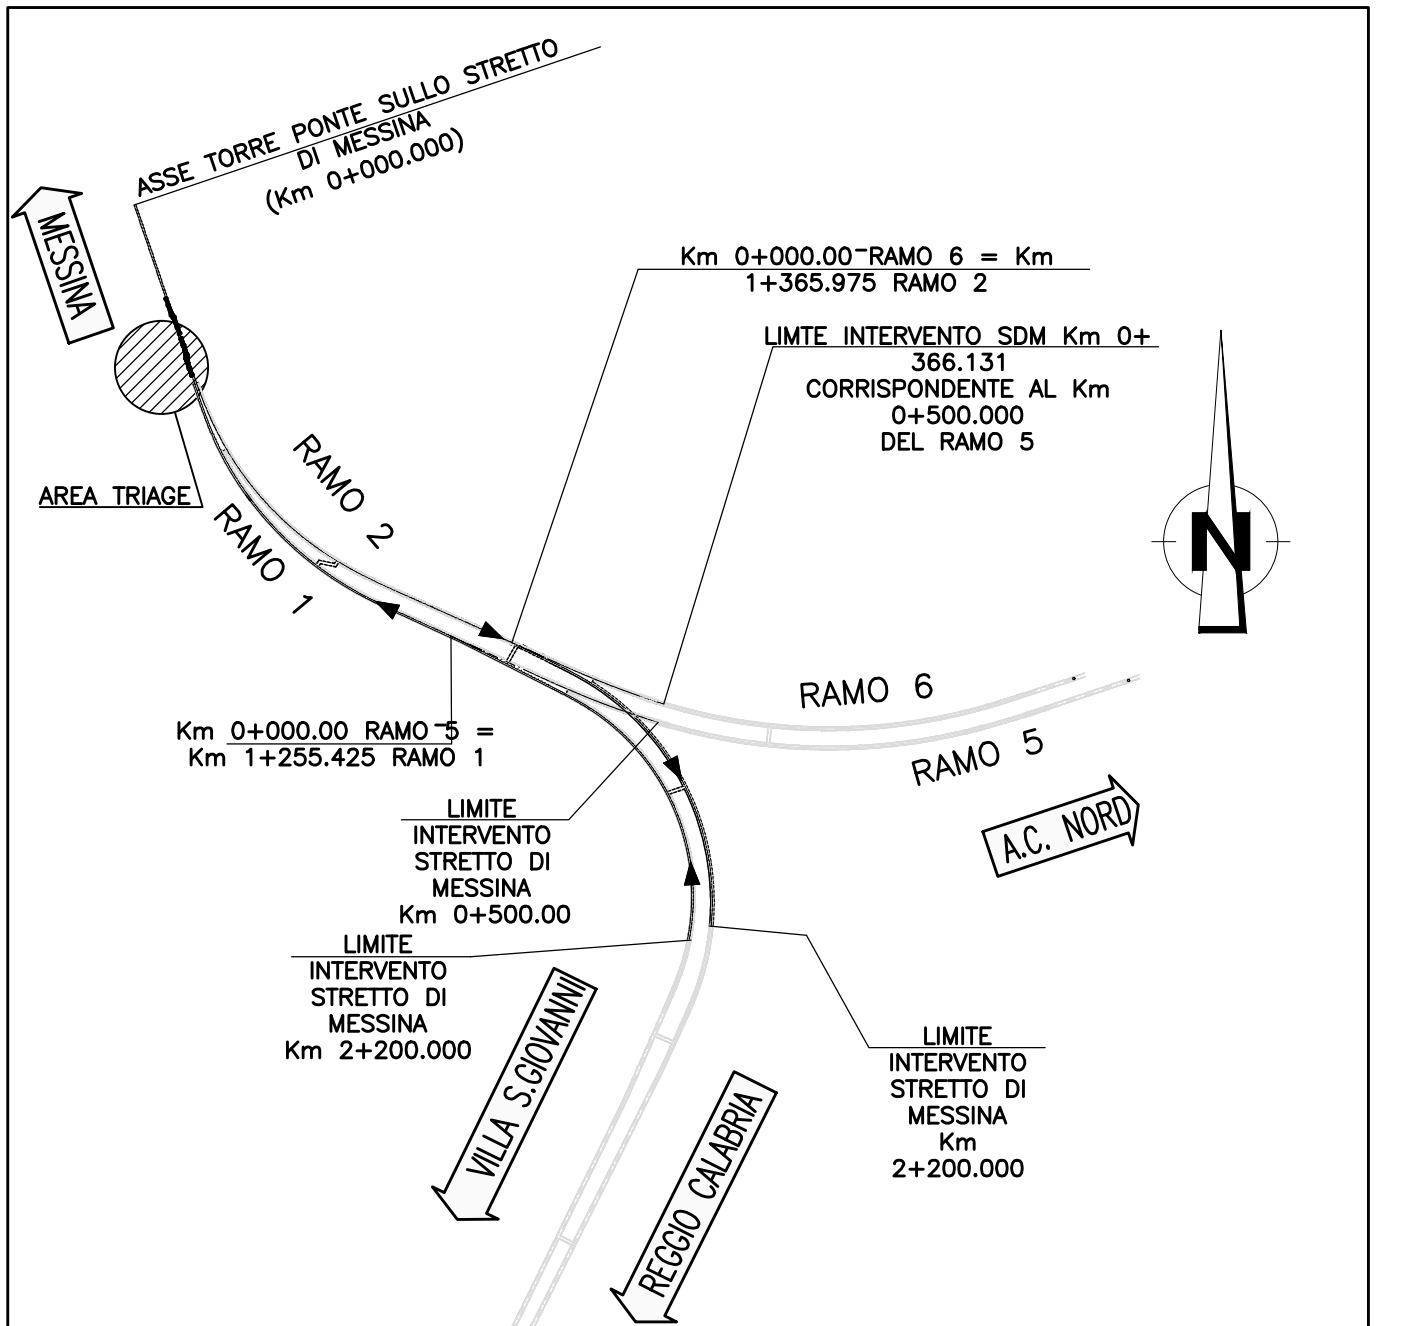 ASSE TORRE PONTE SULLO STRETTO
DI MESSINA
(Km 0+000.000)
MESSINA
Km 0+000.00 RAMO 6 = Km
1+365.975 RAMO 2
LIMTE INTERVENTO SDM Km 0+
366.131
CORRISPONDENTE AL Km
0+500.000
DEL RAMO 5
RAMO 2
AREA TRIAGE
RAMO 1
N
RAMO 6
RAMO 5
Km 0+000.00 RAMO 5 =
Km 1+255.425 RAMO 1
A.C. NORD
LIMITE
INTERVENTO
STRETTO DI
MESSINA
Km 0+500.00
LIMITE
INTERVENTO
STRETTO DI
MESSINA
Km 2+200.000
VILLA S.GIOVANNI
REGGIO CALABRIA
LIMITE
INTERVENTO
STRETTO DI
MESSINA
Km
2+200.000